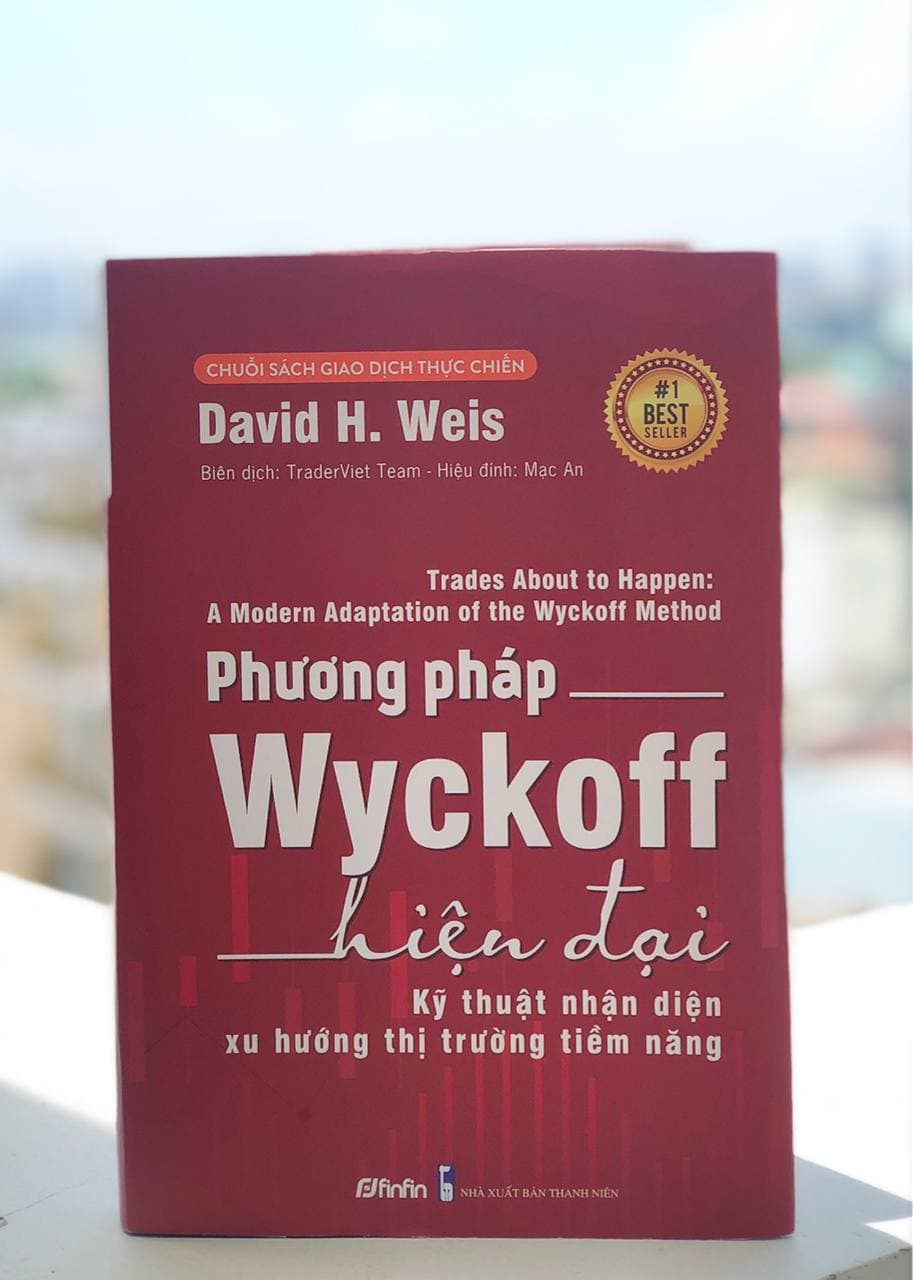 CHUỖI SÁCH GIAO DỊCH THỰC CHIẾN
David H. Weis
Biên dịch: TraderViet Team - Hiệu đính: Mạc An
#1
BEST
SELLER
Trades About to Happen:
A Modern Adaptation of the Wyckoff Method
Phương pháp
Wyckoff
hiện đại
Kỹ thuật nhận diện
xu hướng thị trường tiềm năng
finfin NHÀ XUẤT BẢN THANH NIÊN